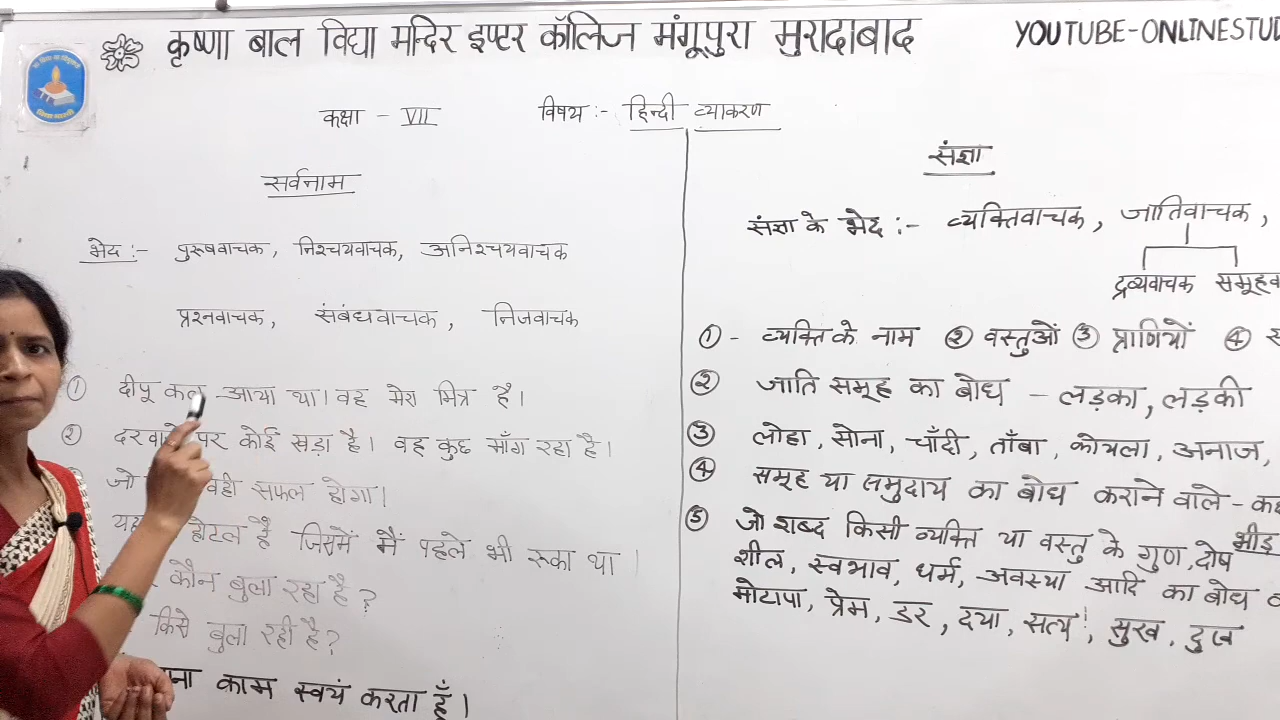 कृष्णा बाल विद्या मन्दिर इण्टर कॉलिज मंगूपुरा मुरादाबाद
YOUTUBE-ONLINESTUD
कक्षा - VII
विषय :- हिन्दी व्याकरण
सर्वनाम
भेद :- पुरूषवाचक, निश्चयवाचक, अनिश्चयवाचक
प्रश्नवाचक, संबंधवाचक, निजवाचक
① दीपू कल आया था। वह मेरा मित्र है।
② दरवाजे पर कोई खड़ा है। वह कुछ माँग रहा है।
जो वही सफल होगा।
यह होटल है जिसमें मैं पहले भी रूका था।
कौन बुला रहा है?
किसे बुला रही है?
काम स्वयं करता हूँ।
संज्ञा
संज्ञा के भेद :- व्यक्तिवाचक, जातिवाचक,
द्रव्यवाचक समूहव
① - व्यक्ति के नाम ② वस्तुओं ③ प्राणियों ④
② जाति समूह का बोध - लड़का, लड़की
③ लोहा, सोना, चाँदी, ताँबा, कोयला, अनाज,
④ समूह या समुदाय का बोध कराने वाले - कक्
भीड़
⑤ जो शब्द किसी व्यक्ति या वस्तु के गुण, दोष
शील, स्वभाव, धर्म, अवस्था आदि का बोध
मोटापा, प्रेम, डर, दया, सत्य, सुख, दुख